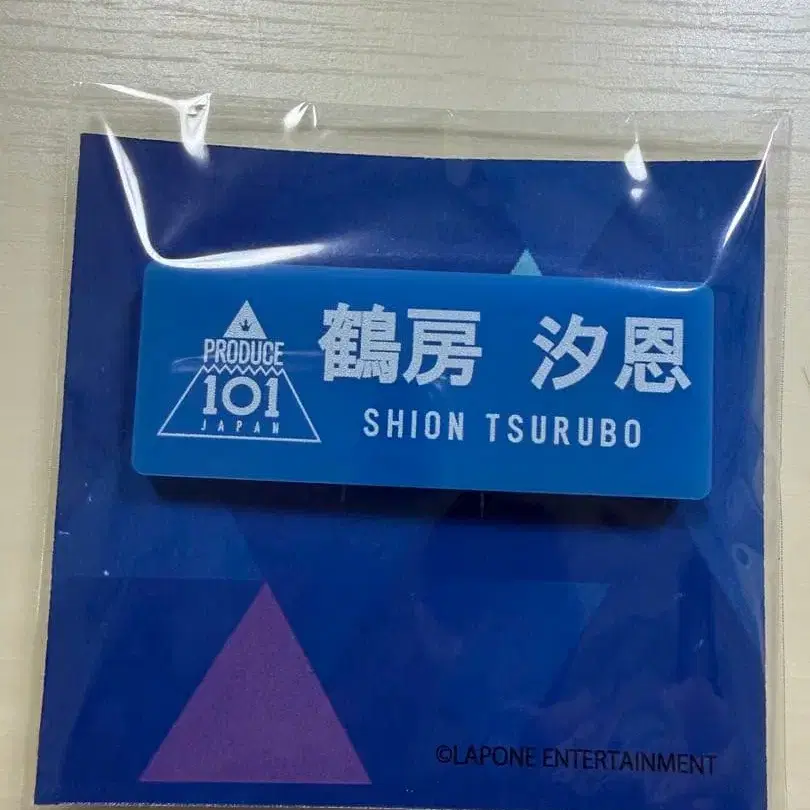 PRODUCE
101
JAPAN
鶴房 汐恩
SHION TSURUBO
©LAPONE ENTERTAINMENT